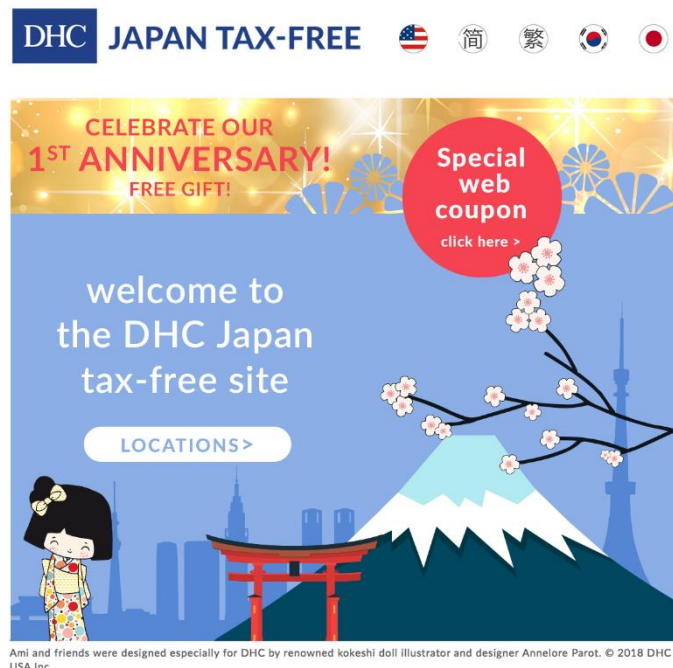 DHC JAPAN TAX-FREE 简 繁
CELEBRATE OUR
1ST ANNIVERSARY!
FREE GIFT!
Special
web
coupon
click here >
welcome to
the DHC Japan
tax-free site
LOCATIONS>
Ami and friends were designed especially for DHC by renowned kokeshi doll illustrator and designer Annelore Parot. © 2018 DHC
USA Inc